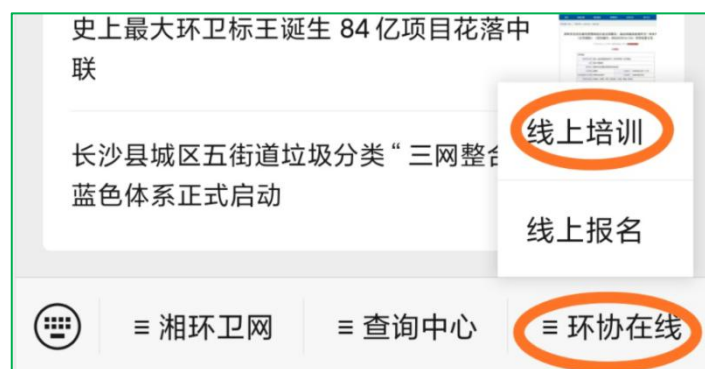 史上最大环卫标王诞生 84 亿项目花落中
联
线上培训
长沙县城区五街道垃圾分类“三网整合
蓝色体系正式启动
线上报名
≡ 湘环卫网
≡ 查询中心
≡ 环协在线